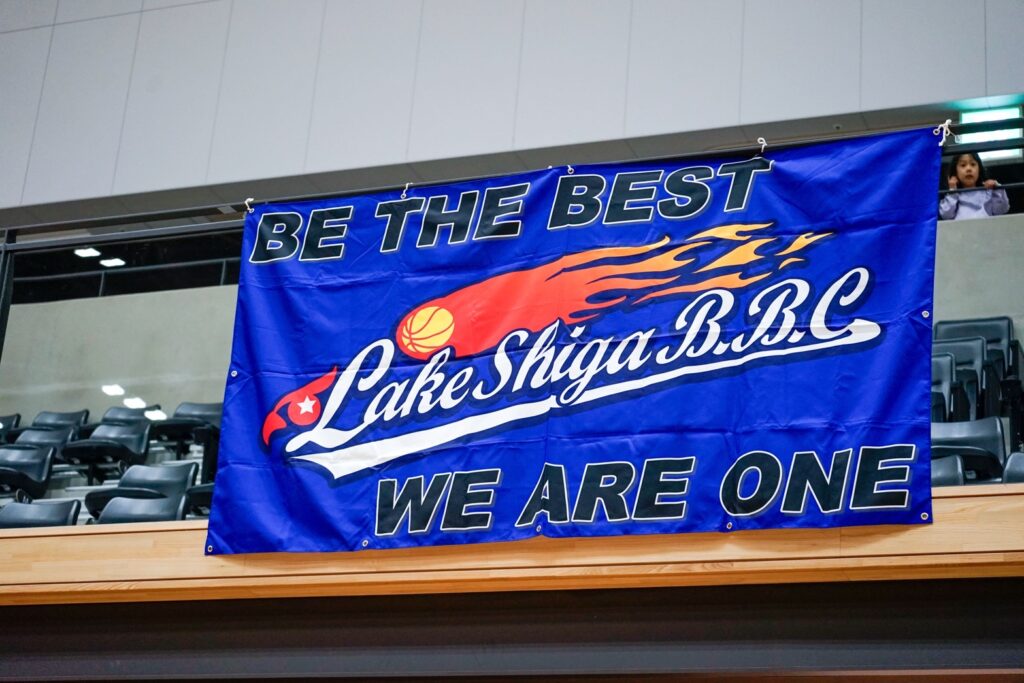 BE THE BEST
Lake Shiga B.B.C
WE ARE ONE